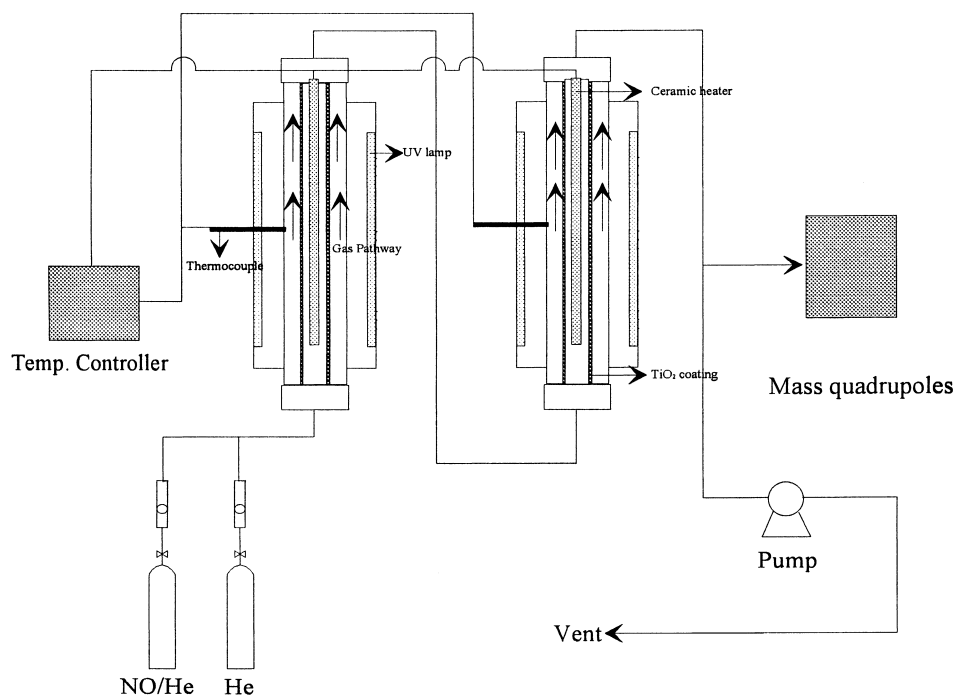 Ceramic heater
UV lamp
Gas Pathway
Thermocouple
Temp. Controller
TiO₂ coating
Mass quadrupoles
Pump
Vent
NO/He
He